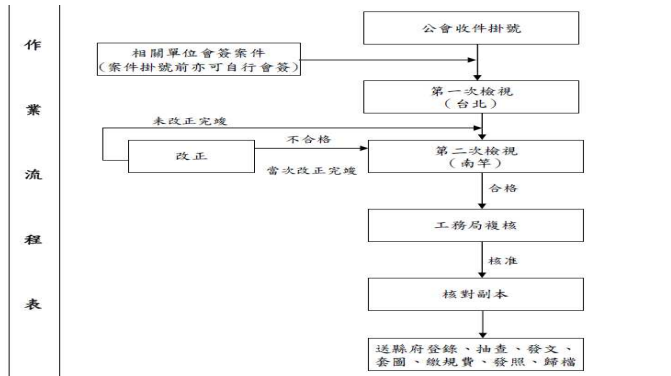 作業流程表
公會收件掛號
相關單位會簽案件
(案件掛號前亦可自行會簽)
第一次檢視
(台北)
未改正完竣
不合格
改正
當次改正完竣
第二次檢視
(南竿)
合格
工務局複核
核准
核對副本
送縣府登錄、抽查、發文、
套圖、繳規費、發照、歸檔